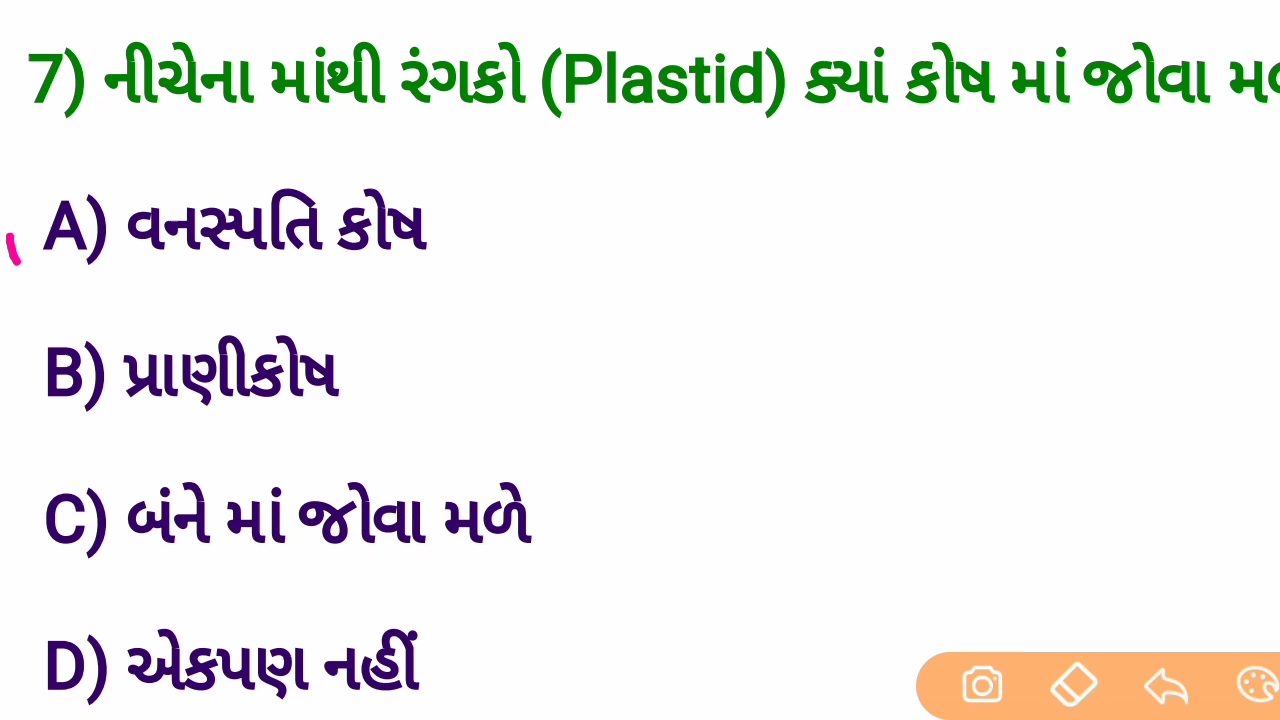 7) નીચેના માંથી રંગકો (Plastid) ક્યાં કોષ માં જોવા
A) વનસ્પતિ કોષ
B) પ્રાણીકોષ
C) બંને માં જોવા મળે
D) એકપણ નહીં